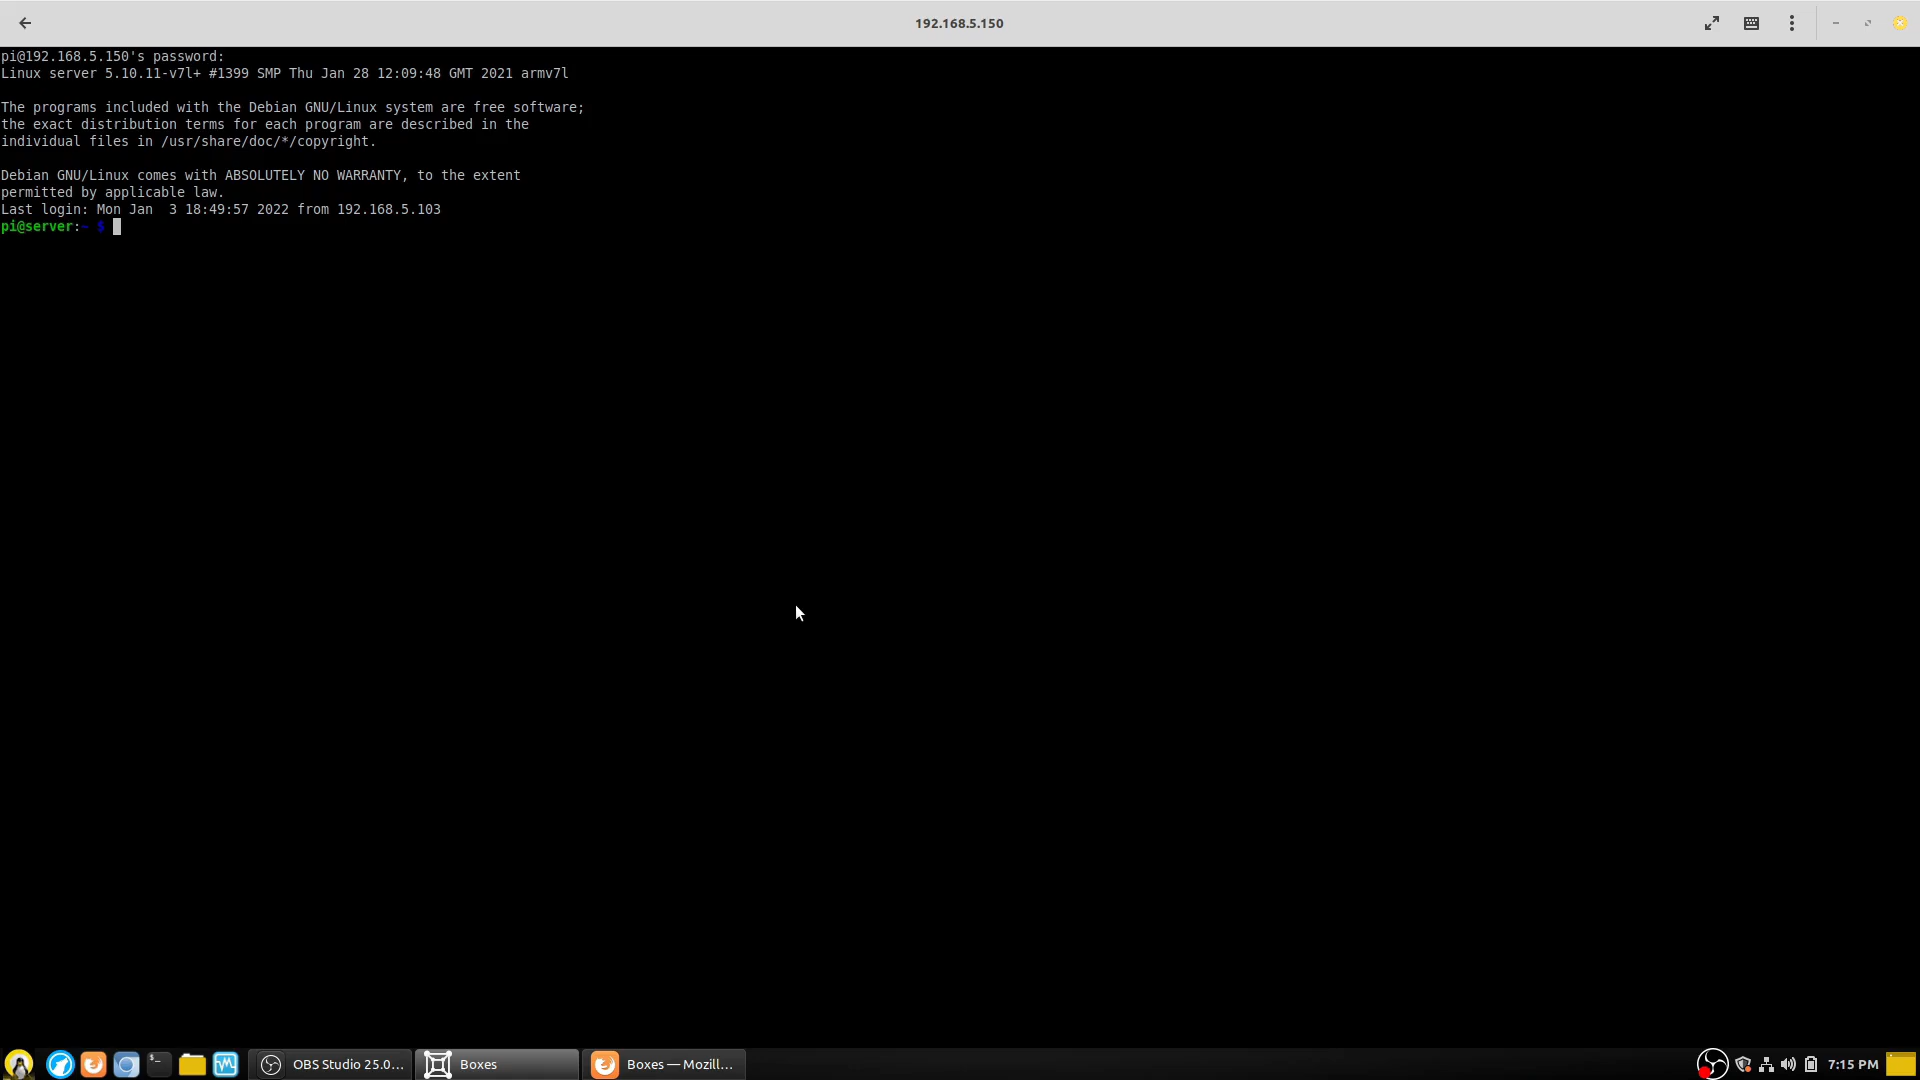 192.168.5.150
pi@192.168.5.150's password:
Linux server 5.10.11-v7l+ #1399 SMP Thu Jan 28 12:09:48 GMT 2021 armv7l
The programs included with the Debian GNU/Linux system are free software;
the exact distribution terms for each program are described in the
individual files in /usr/share/doc/*/copyright.
Debian GNU/Linux comes with ABSOLUTELY NO WARRANTY, to the extent
permitted by applicable law.
Last login: Mon Jan  3 18:49:57 2022 from 192.168.5.103
pi@server:~ $
OBS Studio 25.0... Boxes Boxes — Mozill... 7:15 PM